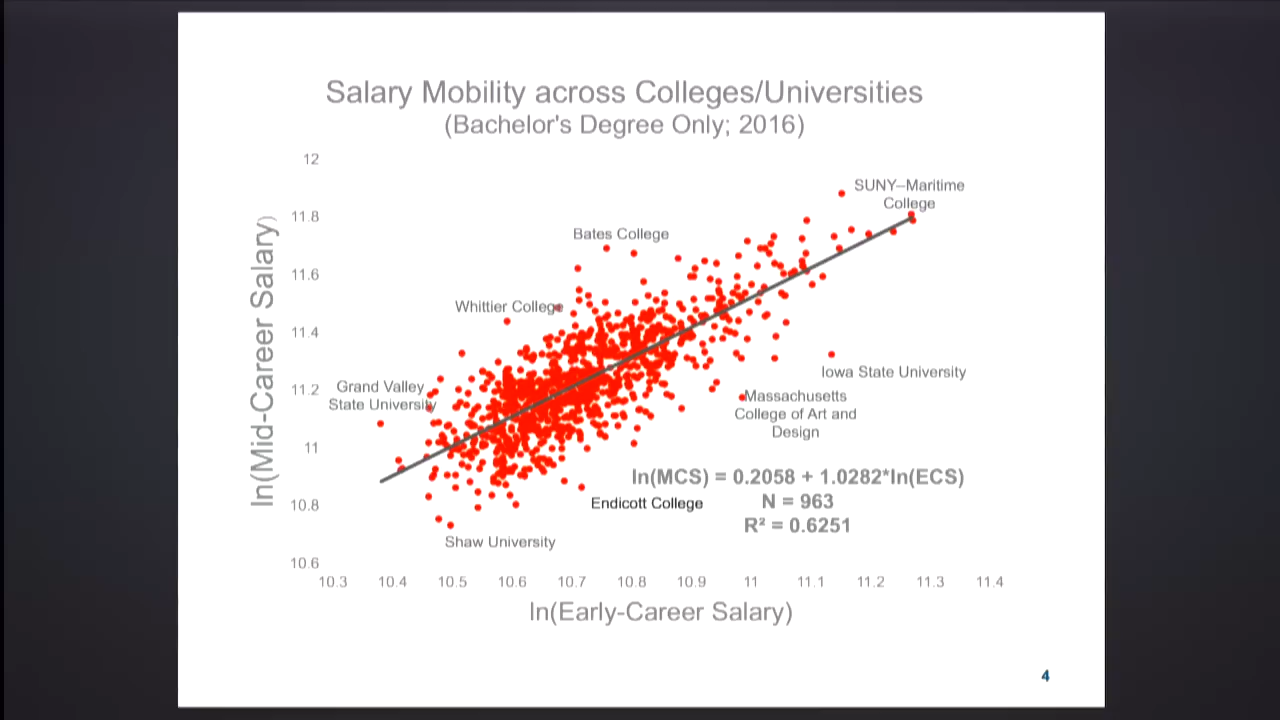 Salary Mobility across Colleges/Universities
(Bachelor's Degree Only; 2016)
12
11.8
11.6
11.4
11.2
11
10.8
10.6
ln(Mid-Career Salary)
SUNY–Maritime
College
Bates College
Whittier College
Grand Valley
State University
Iowa State University
Massachusetts
College of Art and
Design
ln(MCS) = 0.2058 + 1.0282*ln(ECS)
N = 963
R² = 0.6251
Endicott College
Shaw University
10.3 10.4 10.5 10.6 10.7 10.8 10.9 11 11.1 11.2 11.3 11.4
ln(Early-Career Salary)
4